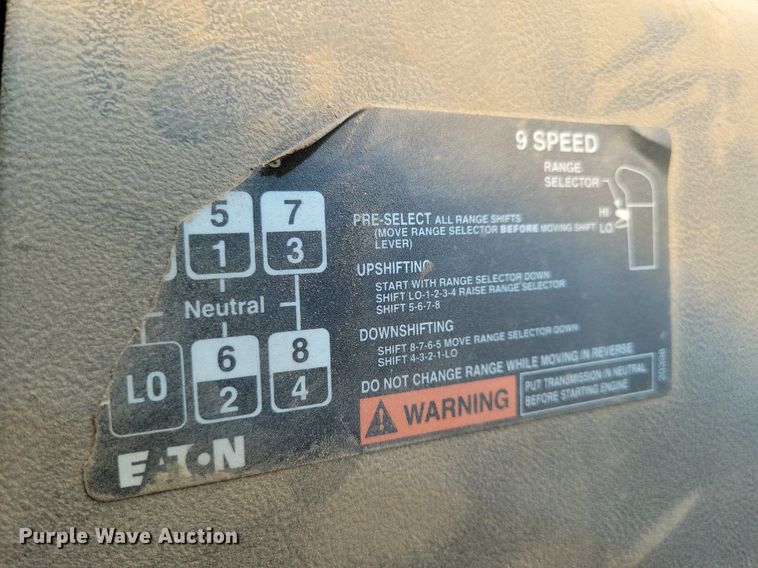 9 SPEED
RANGE
SELECTOR
HI
LO
5 7
1 3
Neutral
LO 6 8
2 4
EATON
PRE-SELECT ALL RANGE SHIFTS
(MOVE RANGE SELECTOR BEFORE MOVING SHIFT
LEVER)
UPSHIFTING
START WITH RANGE SELECTOR DOWN
SHIFT LO-1-2-3-4 RAISE RANGE SELECTOR
SHIFT 5-6-7-8
DOWNSHIFTING
SHIFT 8-7-6-5 MOVE RANGE SELECTOR DOWN
SHIFT 4-3-2-1-LO
DO NOT CHANGE RANGE WHILE MOVING IN REVERSE
WARNING
PUT TRANSMISSION IN NEUTRAL
BEFORE STARTING ENGINE
Purple Wave Auction